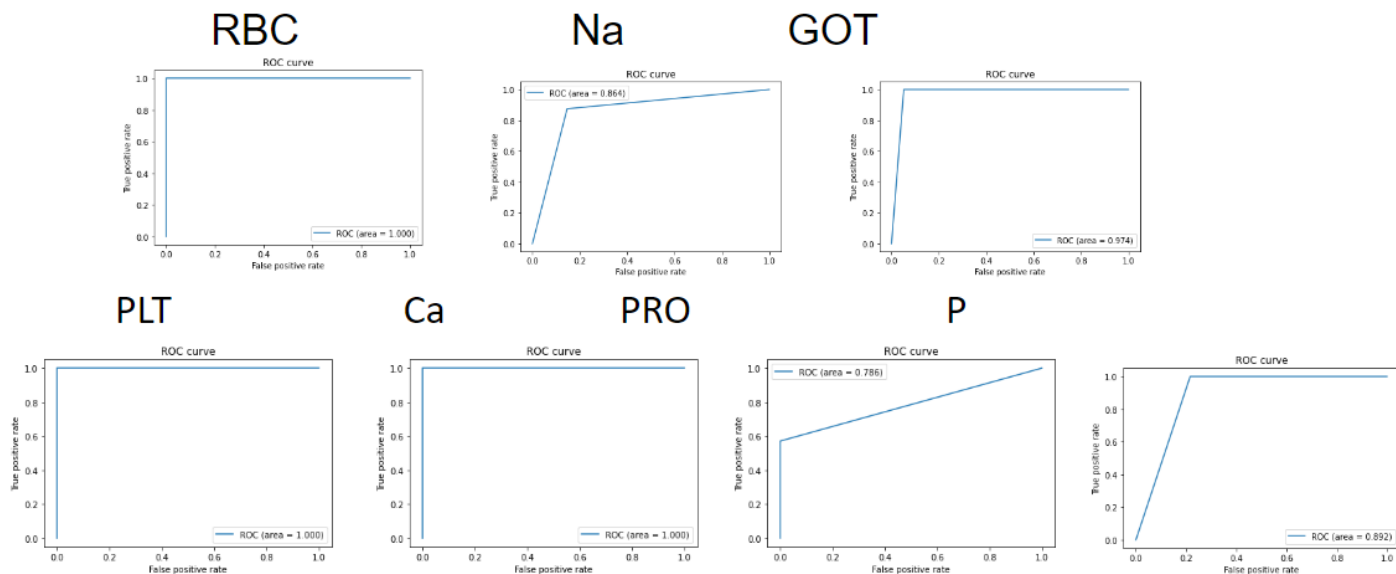 RBC
Na
GOT
ROC curve
1.0
0.8
0.6
0.4
0.2
0.0
True positive rate
ROC (area = 1.000)
0.0 0.2 0.4 0.6 0.8 1.0
False positive rate
ROC curve
ROC (area = 0.864)
1.0
0.8
0.6
0.4
0.2
0.0
True positive rate
0.0 0.2 0.4 0.6 0.8 1.0
False positive rate
ROC curve
1.0
0.8
0.6
0.4
0.2
0.0
True positive rate
ROC (area = 0.974)
0.0 0.2 0.4 0.6 0.8 1.0
False positive rate
PLT
Ca
PRO
P
ROC curve
1.0
0.8
0.6
0.4
0.2
0.0
True positive rate
ROC (area = 1.000)
0.0 0.2 0.4 0.6 0.8 1.0
False positive rate
ROC curve
1.0
0.8
0.6
0.4
0.2
0.0
True positive rate
ROC (area = 1.000)
0.0 0.2 0.4 0.6 0.8 1.0
False positive rate
ROC curve
ROC (area = 0.786)
1.0
0.8
0.6
0.4
0.2
0.0
True positive rate
0.0 0.2 0.4 0.6 0.8 1.0
False positive rate
ROC curve
1.0
0.8
0.6
0.4
0.2
0.0
True positive rate
ROC (area = 0.892)
0.0 0.2 0.4 0.6 0.8 1.0
False positive rate